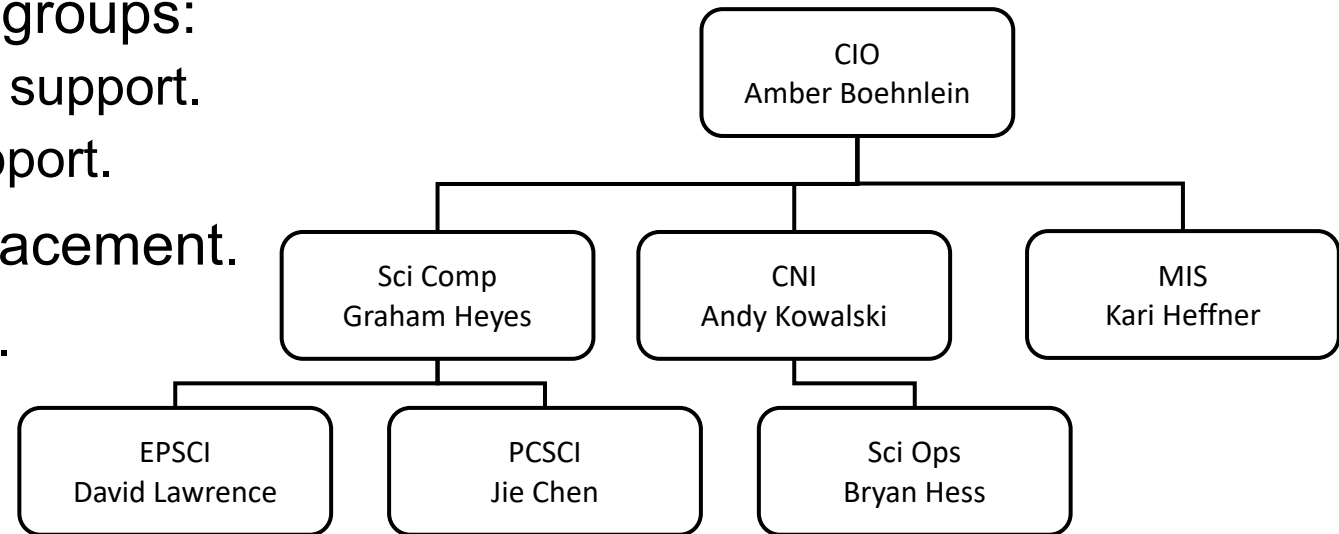 groups:
support.
acement.
.
CIO
Amber Boehnlein
Sci Comp
Graham Heyes
CNI
Andy Kowalski
MIS
Kari Heffner
EPSCI
David Lawrence
PCSCI
Jie Chen
Sci Ops
Bryan Hess